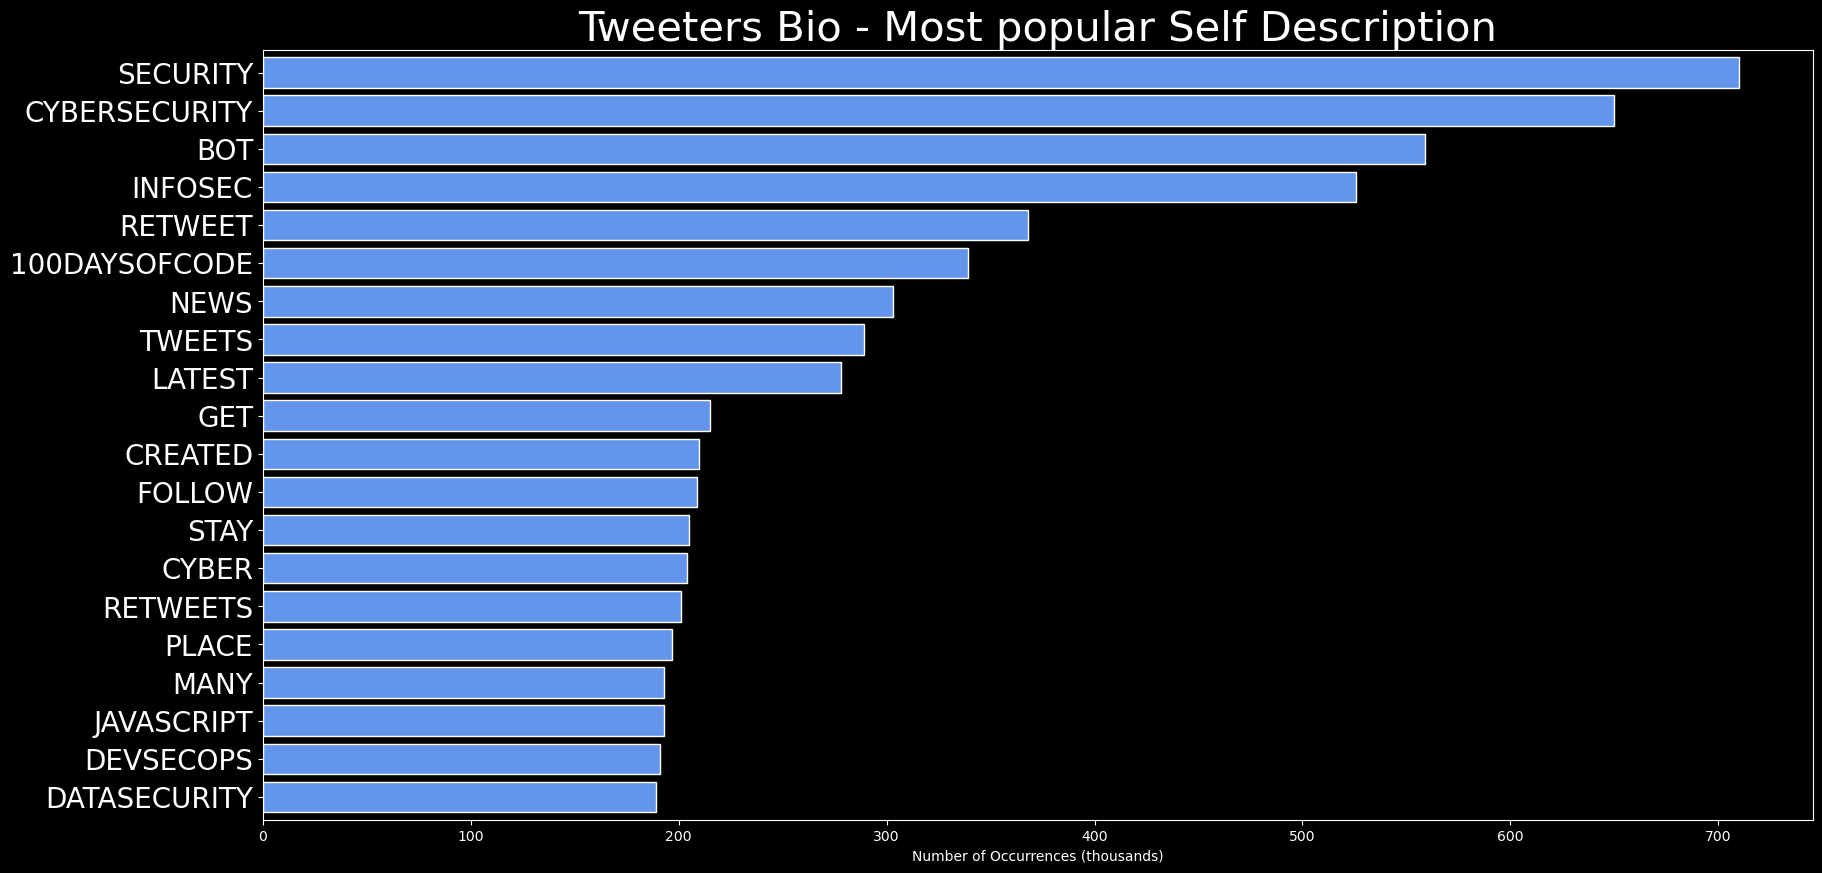 Tweeters Bio - Most popular Self Description
SECURITY
CYBERSECURITY
BOT
INFOSEC
RETWEET
100DAYSOFCODE
NEWS
TWEETS
LATEST
GET
CREATED
FOLLOW
STAY
CYBER
RETWEETS
PLACE
MANY
JAVASCRIPT
DEVSECOPS
DATASECURITY
0 100 200 300 400 500 600 700
Number of Occurrences (thousands)